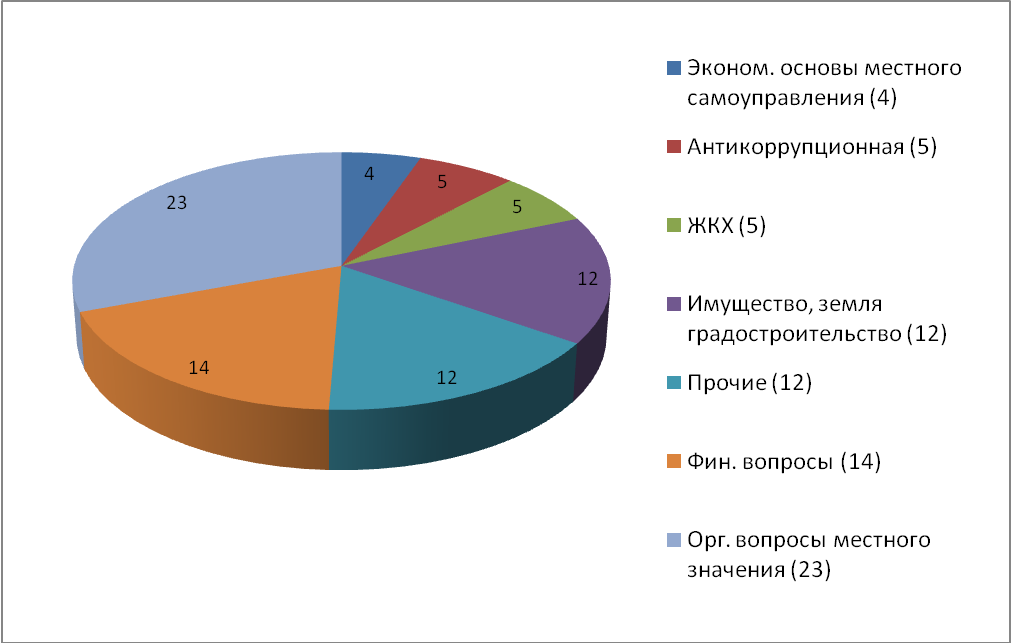 4
5
5
12
12
14
23
Эконом. основы местного
самоуправления (4)
Антикоррупционная (5)
ЖКХ (5)
Имущество, земля
градостроительство (12)
Прочие (12)
Фин. вопросы (14)
Орг. вопросы местного
значения (23)